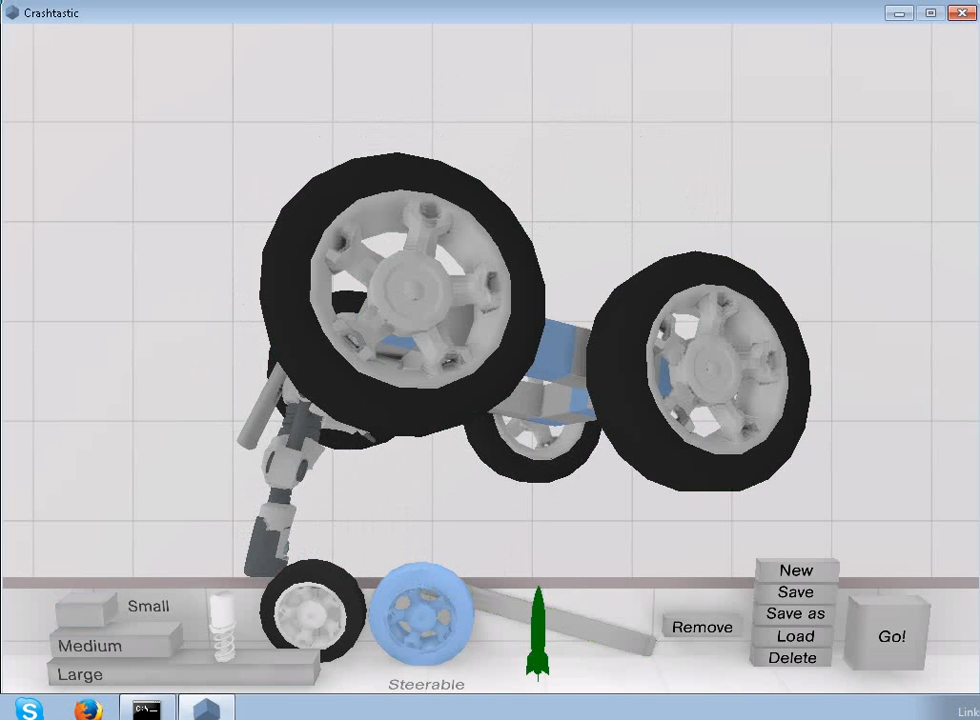 Crashtastic
New
Small
Save
Save as
Remove
Go!
Medium
Load
Delete
Large
Steerable
C:\.
Link